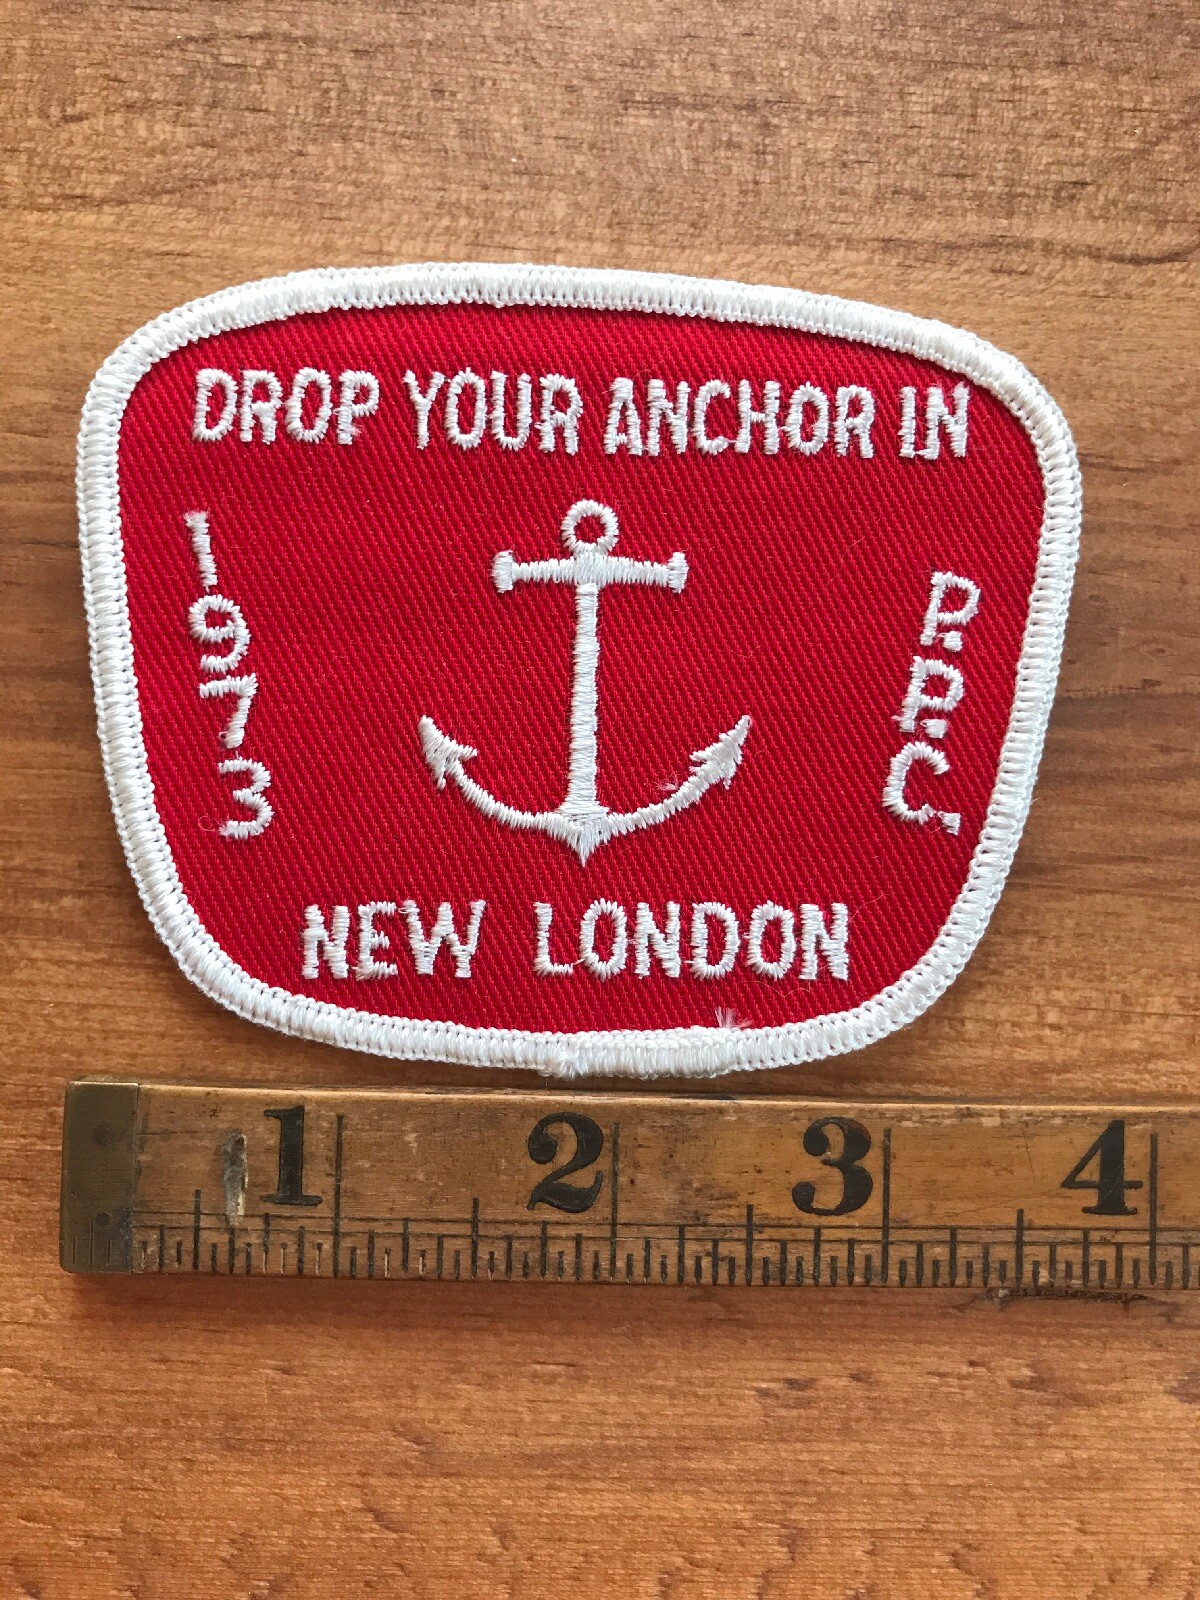 DROP YOUR ANCHOR IN
1973
P.P.C.
NEW LONDON
1 2 3 4